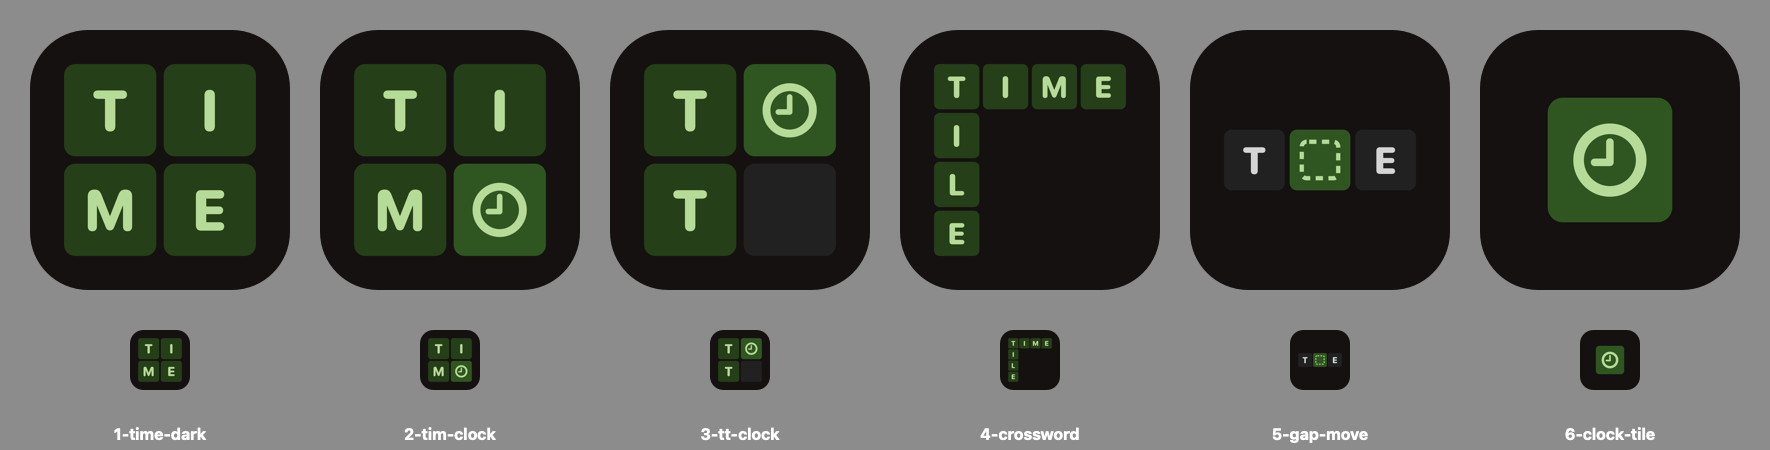 T I
M E
T I
M
T
T
T I M E
I
L
E
T E
T I
M E
T I
M
T
T
T I M E
I
L
E
T E
1-time-dark
2-tim-clock
3-tt-clock
4-crossword
5-gap-move
6-clock-tile